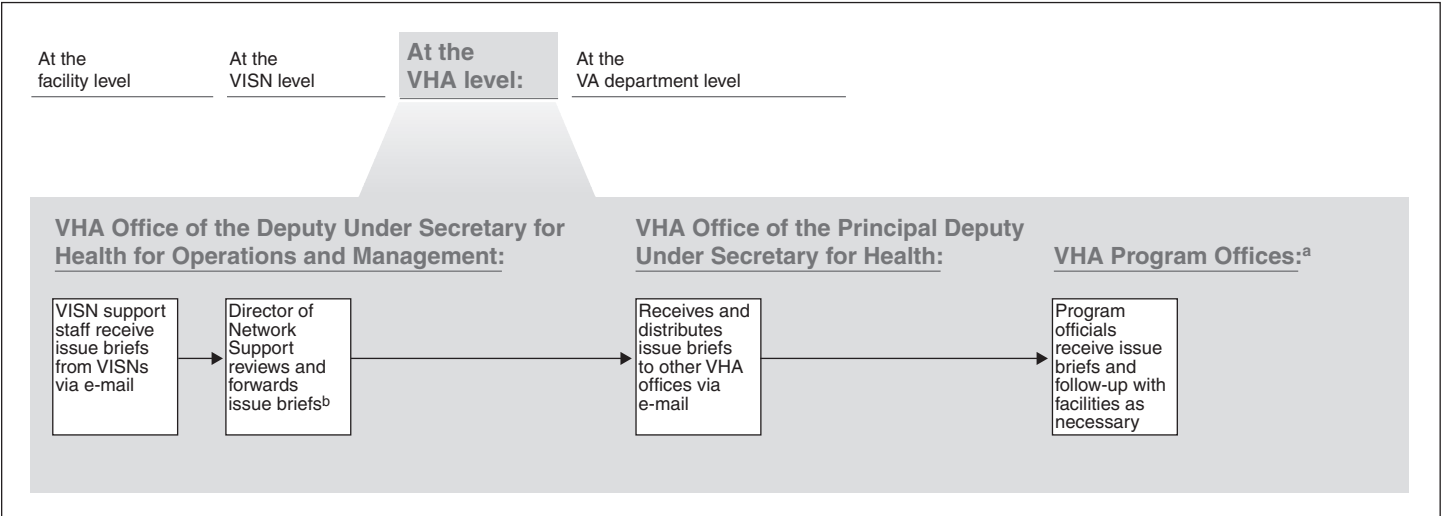 At the
facility level
At the
VISN level
At the
VHA level:
At the
VA department level
VHA Office of the Deputy Under Secretary for
Health for Operations and Management:
VISN support
staff receive
issue briefs
from VISNs
via e-mail
Director of
Network
Support
reviews and
forwards
issue briefsᵇ
VHA Office of the Principal Deputy
Under Secretary for Health:
Receives and
distributes
issue briefs
to other VHA
offices via
e-mail
VHA Program Offices:ᵃ
Program
officials
receive issue
briefs and
follow-up with
facilities as
necessary